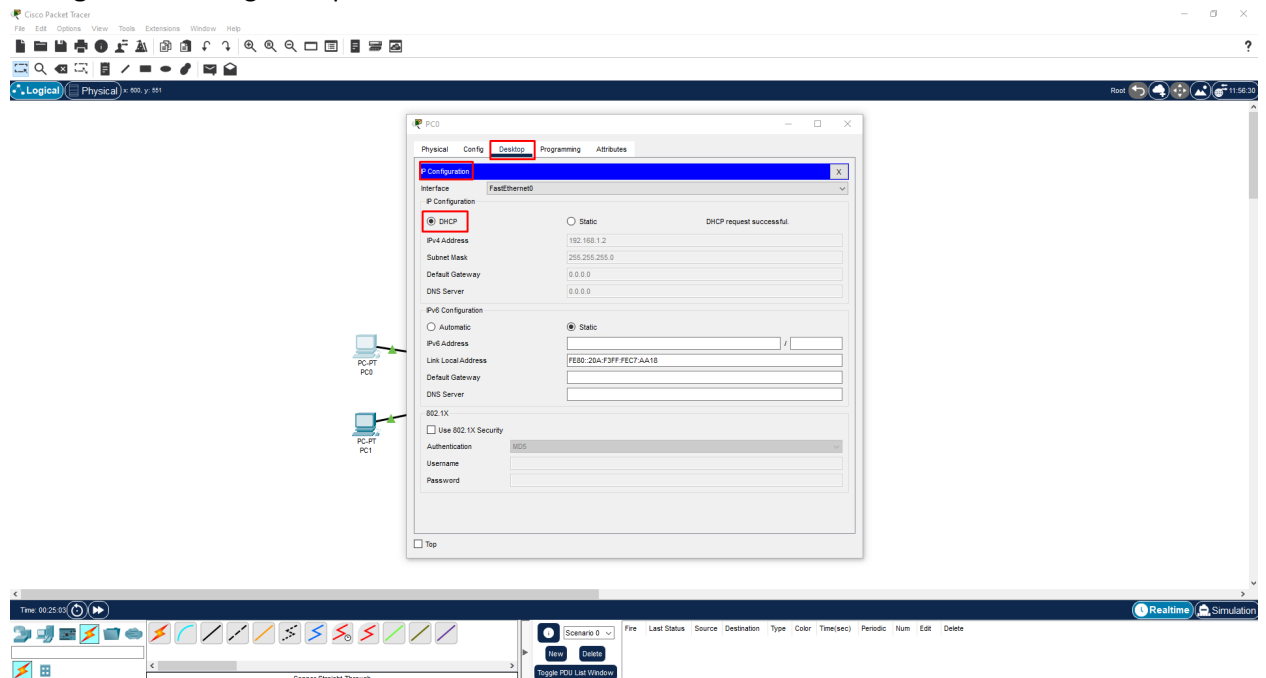 Cisco Packet Tracer
File Edit Options View Tools Extensions Window Help
?
Logical Physical x: 600, y: 551 Root 11:56:30
PC0
Physical Config Desktop Programming Attributes
IP Configuration X
Interface FastEthernet0
IP Configuration
DHCP Static DHCP request successful.
IPv4 Address 192.168.1.2
Subnet Mask 255.255.255.0
Default Gateway 0.0.0.0
DNS Server 0.0.0.0
IPv6 Configuration
Automatic Static
IPv6 Address /
Link Local Address FE80::20A:F3FF:FEC7:AA18
Default Gateway
DNS Server
802.1X
Use 802.1X Security
Authentication MD5
Username
Password
Top
PC-PT
PC0
PC-PT
PC1
Time: 00:25:03 Realtime Simulation
Scenario 0 Fire Last Status Source Destination Type Color Time(sec) Periodic Num Edit Delete
New Delete
Toggle PDU List Window
Copper Straight-Through